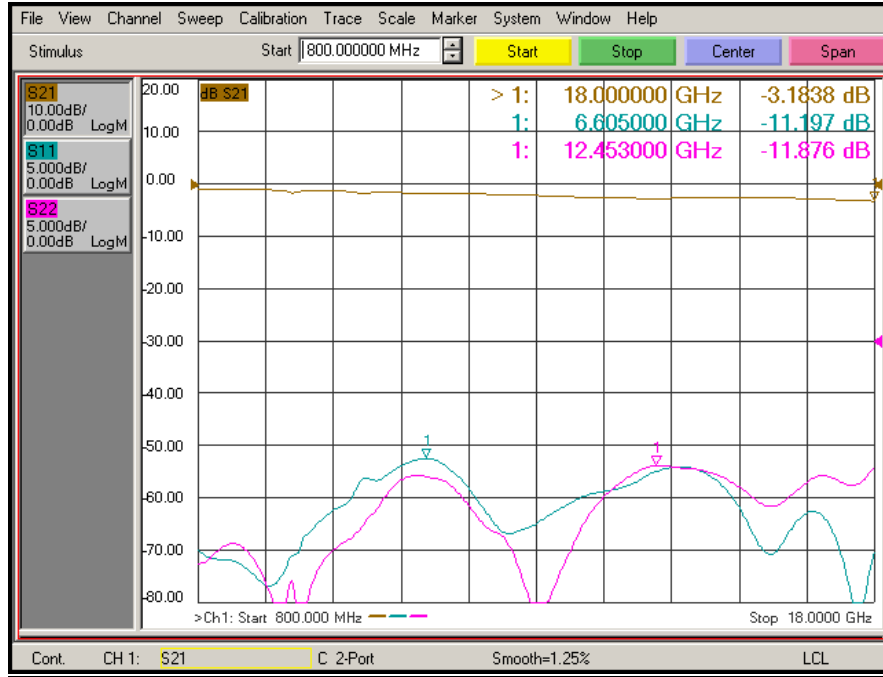 File View Channel Sweep Calibration Trace Scale Marker System Window Help
Stimulus Start 800.000000 MHz Start Stop Center Span
S21
10.00dB/
0.00dB LogM
S11
5.000dB/
0.00dB LogM
S22
5.000dB/
0.00dB LogM
20.00
10.00
0.00
-10.00
-20.00
-30.00
-40.00
-50.00
-60.00
-70.00
-80.00
dB S21
> 1: 18.000000 GHz -3.1838 dB
1: 6.605000 GHz -11.197 dB
1: 12.453000 GHz -11.876 dB
1
1
>Ch1: Start 800.000 MHz Stop 18.0000 GHz
Cont. CH 1: S21 C 2-Port Smooth=1.25% LCL